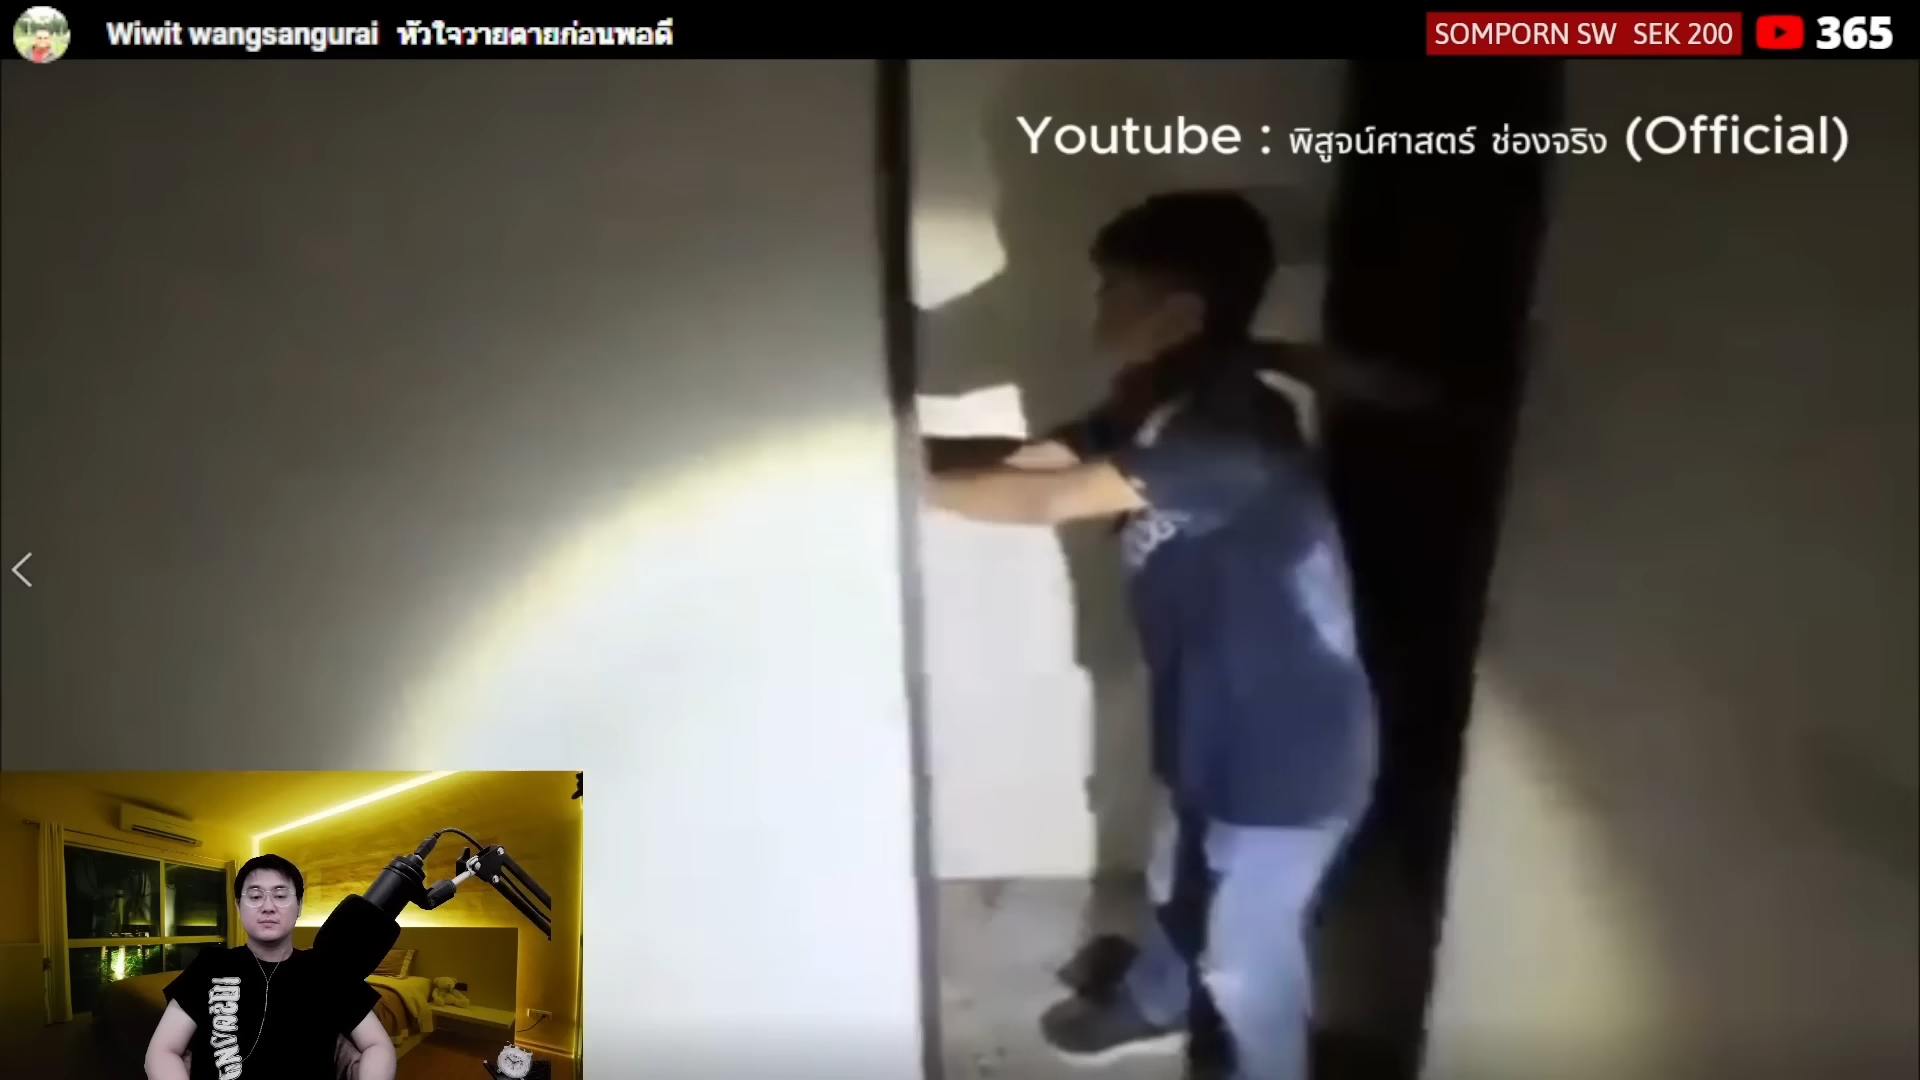 Wiwit wangsangurai หัวใจวายตายก่อนพอดี
SOMPORN SW SEK 200
365
Youtube : พิสูจน์ศาสตร์ ช่องจริง (Official)